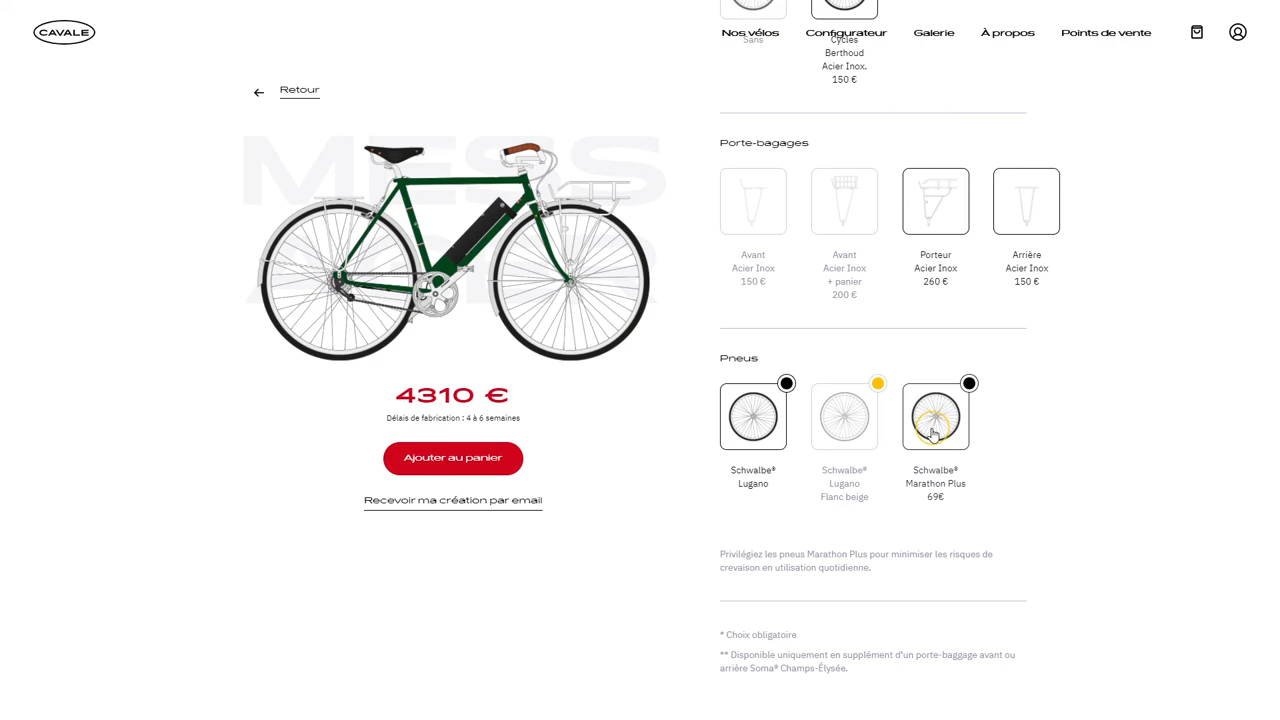 CAVALE
Nos vélos
Configurateur
Galerie
À propos
Points de vente
Retour
MESS
4310 €
Délais de fabrication : 4 à 6 semaines
Ajouter au panier
Recevoir ma création par email
Sans
Cycles
Berthoud
Acier Inox.
150 €
Porte-bagages
Avant
Acier Inox
150 €
Avant
Acier Inox
+ panier
200 €
Porteur
Acier Inox
260 €
Arrière
Acier Inox
150 €
Pneus
Schwalbe®
Lugano
Schwalbe®
Lugano
Flanc beige
Schwalbe®
Marathon Plus
69€
Privilégiez les pneus Marathon Plus pour minimiser les risques de
crevaison en utilisation quotidienne.
* Choix obligatoire
** Disponible uniquement en supplément d'un porte-baggage avant ou
arrière Soma® Champs-Élysée.